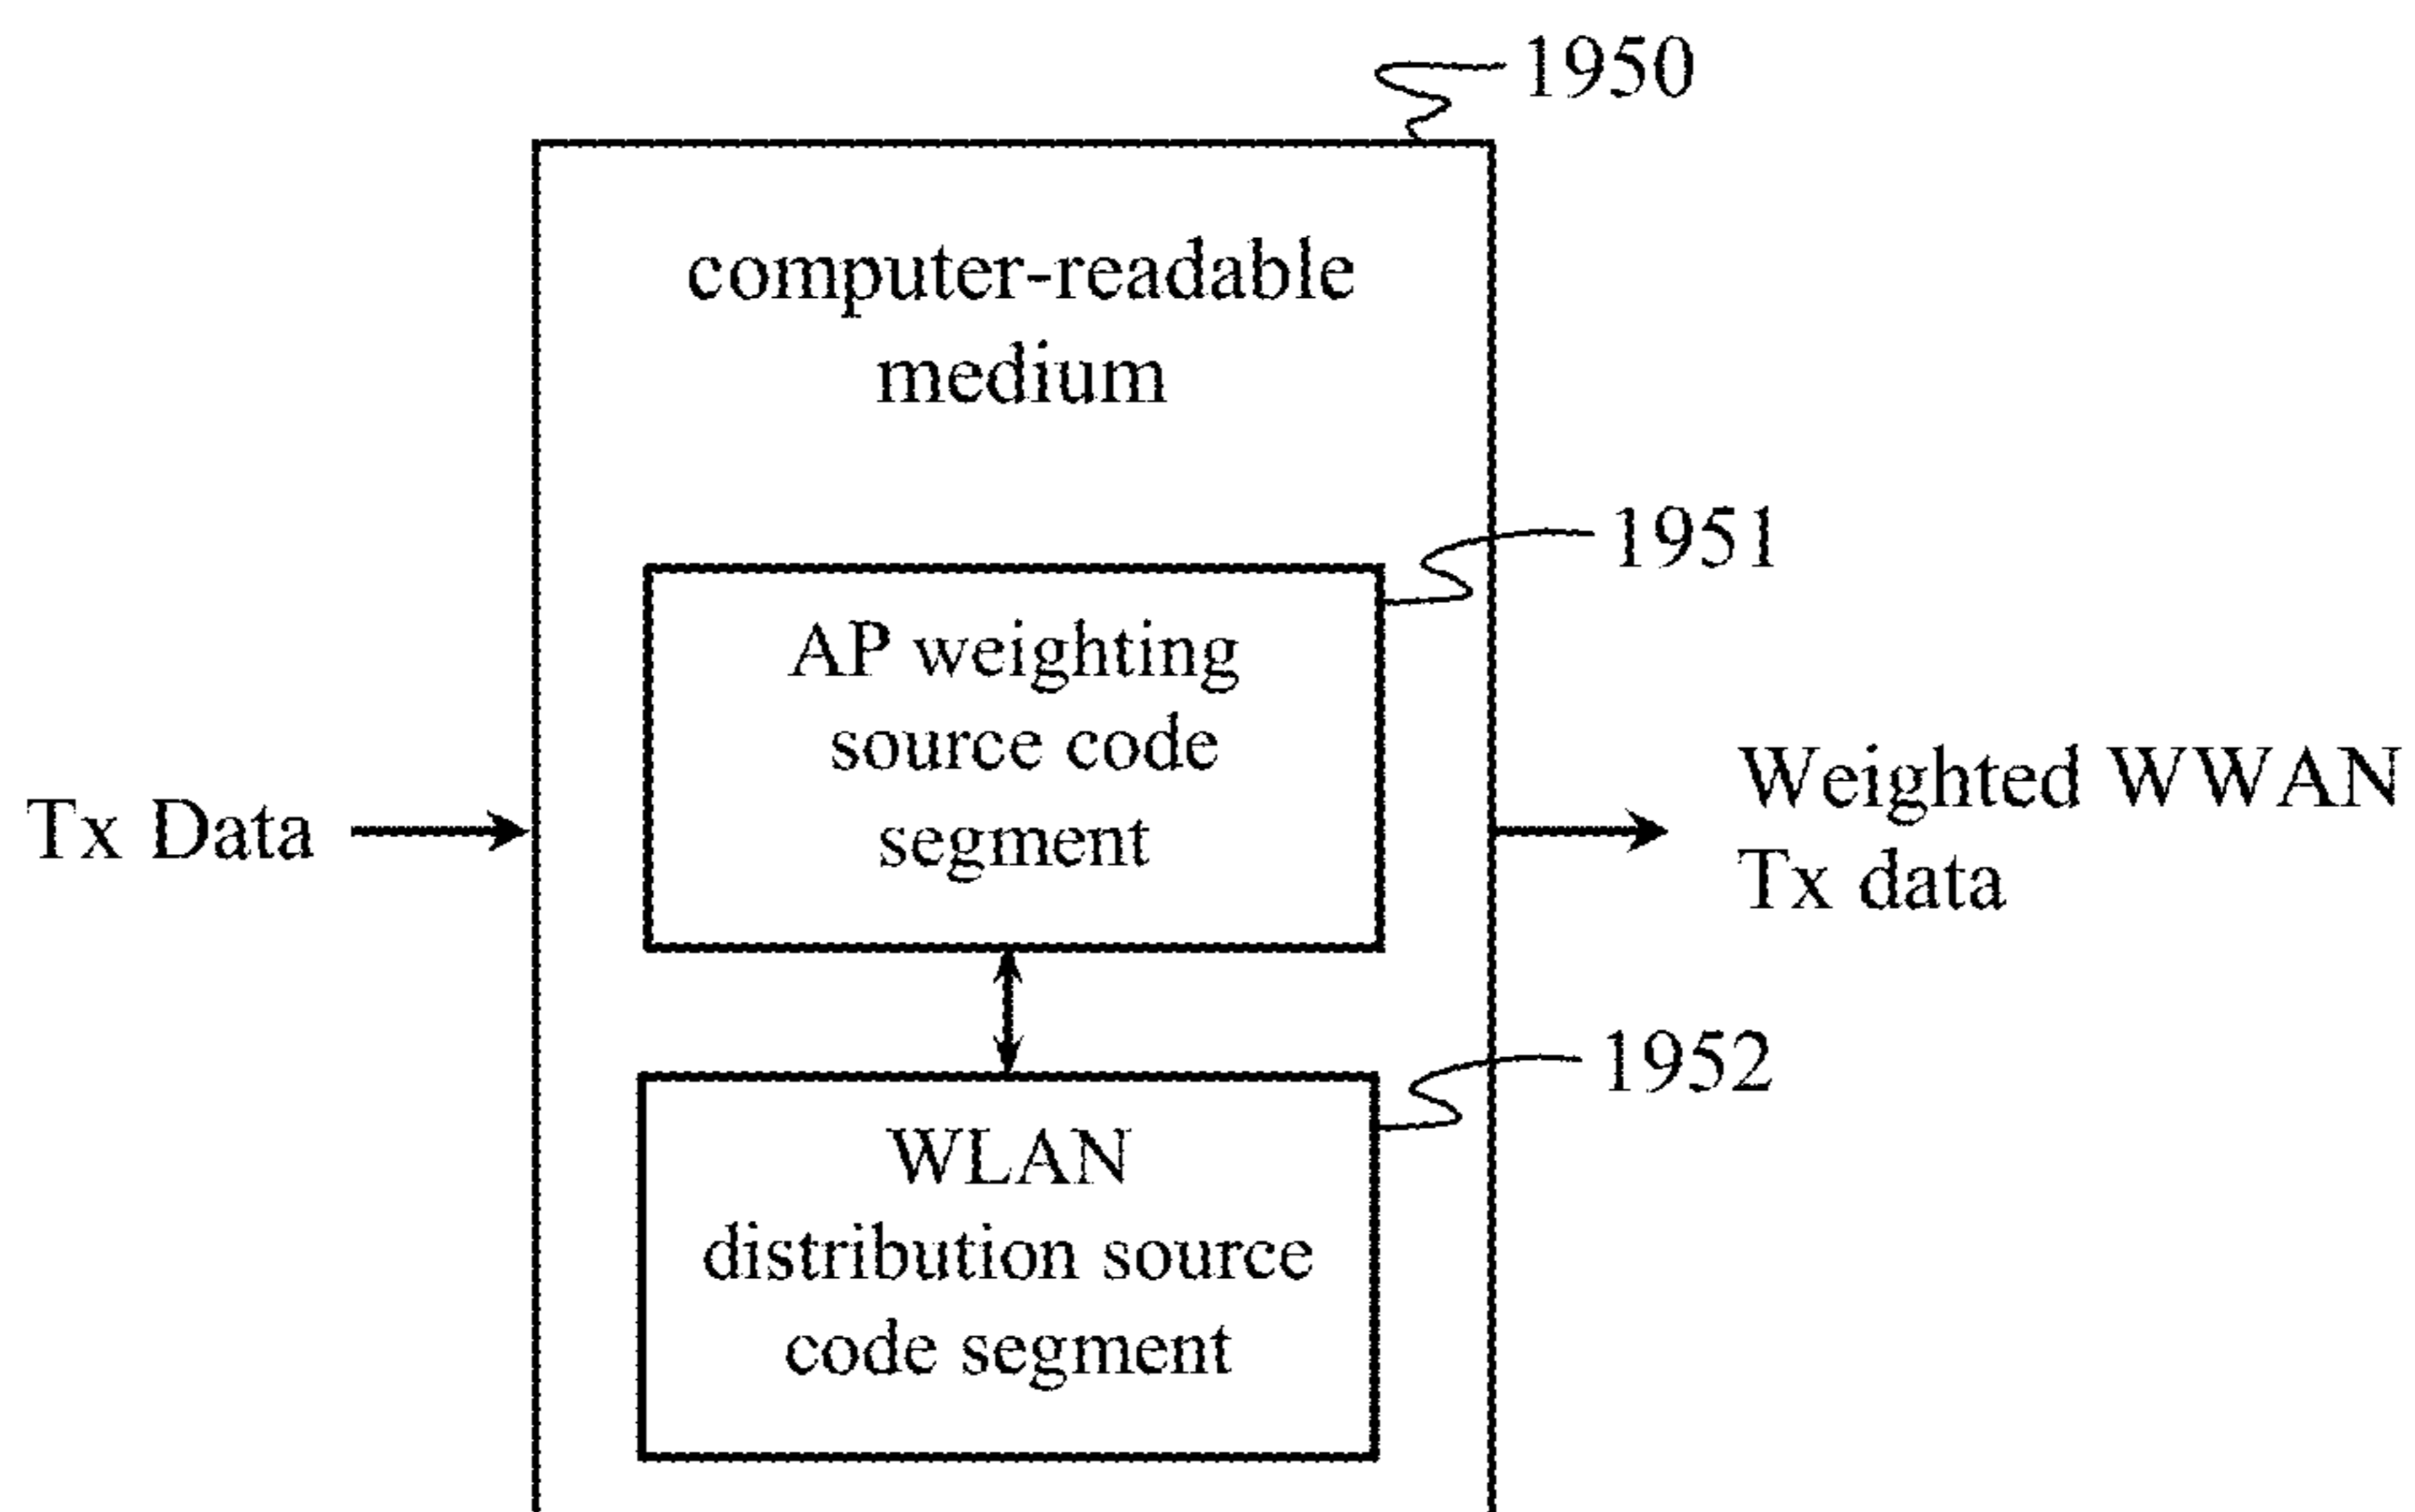 1950
computer-readable
medium
1951
AP weighting
source code
segment
Tx Data
Weighted WWAN
Tx data
1952
WLAN
distribution source
code segment